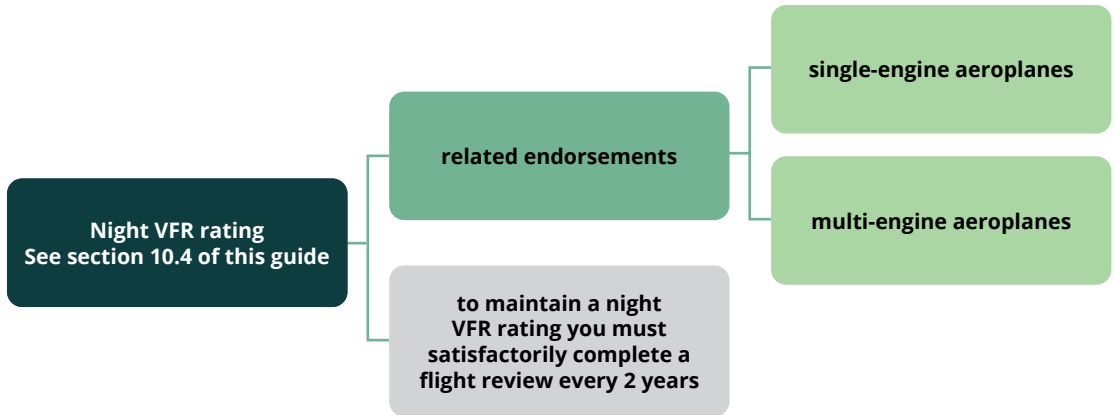 Night VFR rating
See section 10.4 of this guide
related endorsements
single-engine aeroplanes
multi-engine aeroplanes
to maintain a night
VFR rating you must
satisfactorily complete a
flight review every 2 years